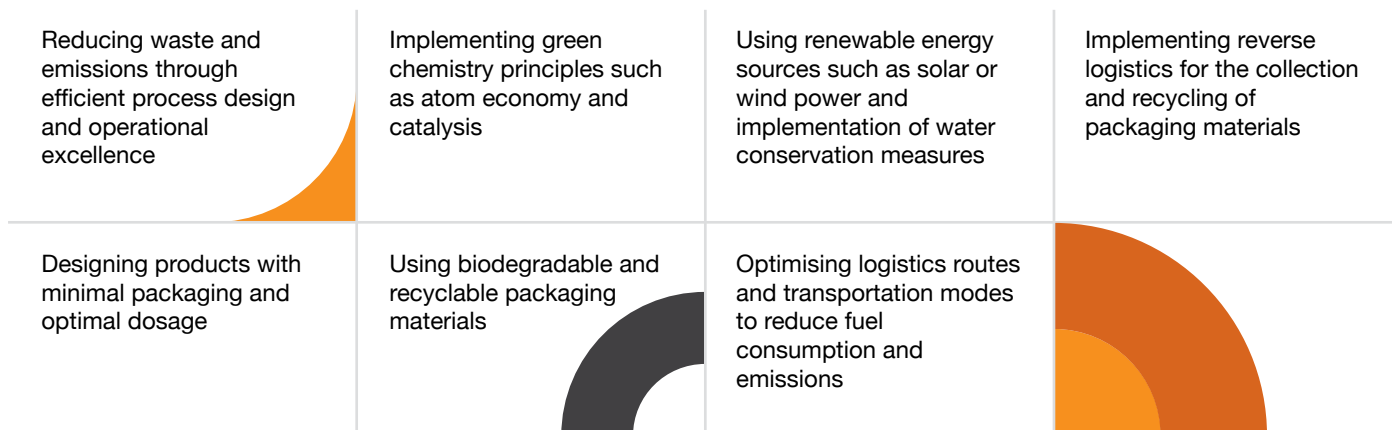 Reducing waste and
emissions through
efficient process design
and operational
excellence
Implementing green
chemistry principles such
as atom economy and
catalysis
Using renewable energy
sources such as solar or
wind power and
implementation of water
conservation measures
Implementing reverse
logistics for the collection
and recycling of
packaging materials
Designing products with
minimal packaging and
optimal dosage
Using biodegradable and
recyclable packaging
materials
Optimising logistics routes
and transportation modes
to reduce fuel
consumption and
emissions